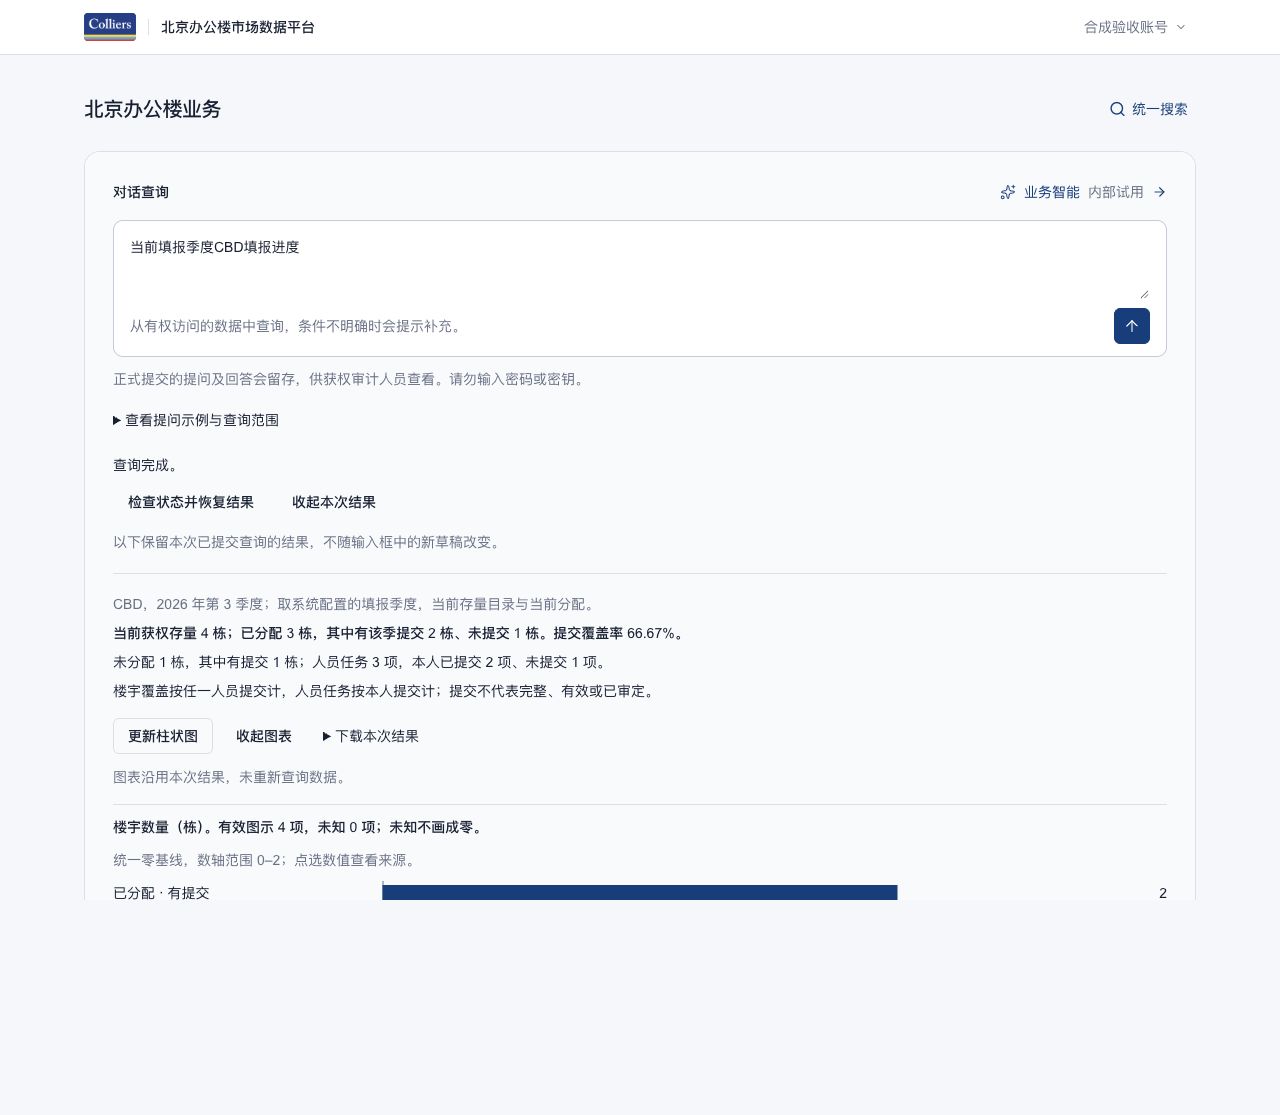 Colliers
北京办公楼市场数据平台
合成验收账号
北京办公楼业务
统一搜索
对话查询
业务智能 内部试用
当前填报季度CBD填报进度
从有权访问的数据中查询，条件不明确时会提示补充。
正式提交的提问及回答会留存，供获权审计人员查看。请勿输入密码或密钥。
查看提问示例与查询范围
查询完成。
检查状态并恢复结果 收起本次结果
以下保留本次已提交查询的结果，不随输入框中的新草稿改变。
CBD，2026 年第 3 季度；取系统配置的填报季度，当前存量目录与当前分配。
当前获权存量 4 栋；已分配 3 栋，其中有该季提交 2 栋、未提交 1 栋。提交覆盖率 66.67%。
未分配 1 栋，其中有提交 1 栋；人员任务 3 项，本人已提交 2 项、未提交 1 项。
楼宇覆盖按任一人员提交计，人员任务按本人提交计；提交不代表完整、有效或已审定。
更新柱状图 收起图表 下载本次结果
图表沿用本次结果，未重新查询数据。
楼宇数量（栋）。有效图示 4 项，未知 0 项；未知不画成零。
统一零基线，数轴范围 0–2；点选数值查看来源。
已分配 · 有提交 2